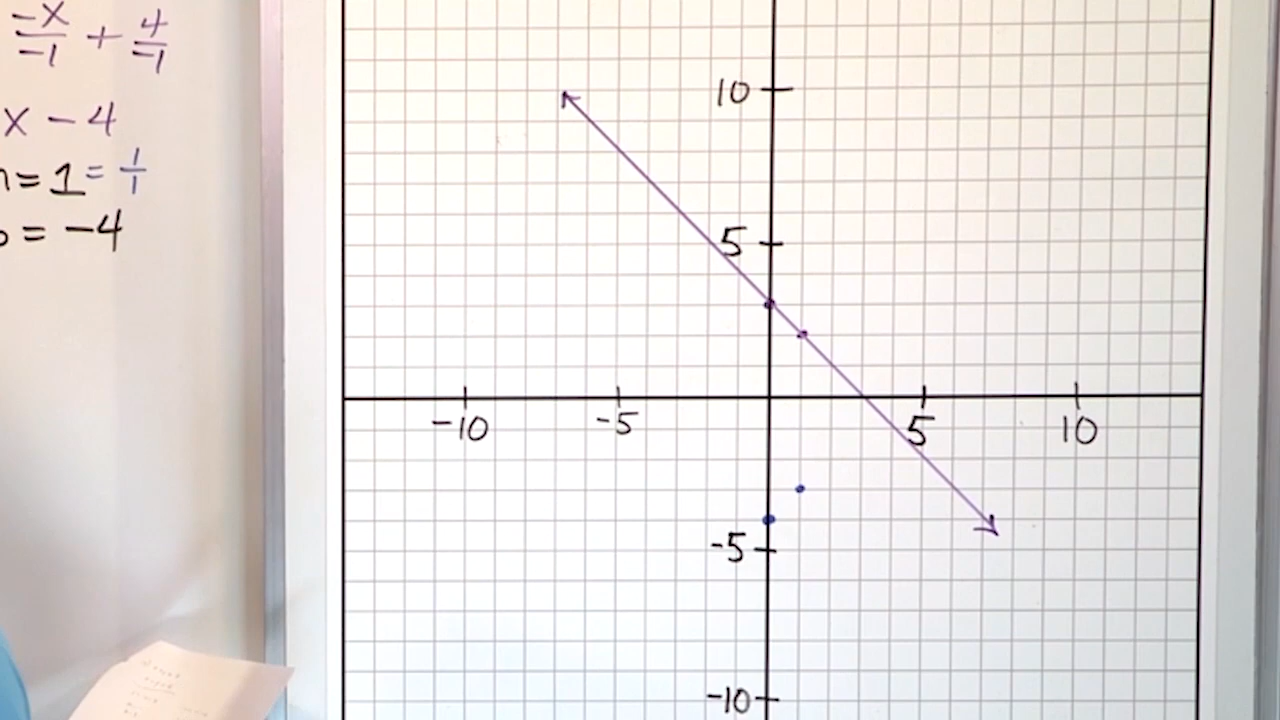 -x/-1 + 4/-1
x - 4
= 1 = 1/1
= -4
10
5
-10 -5 5 10
-5
-10